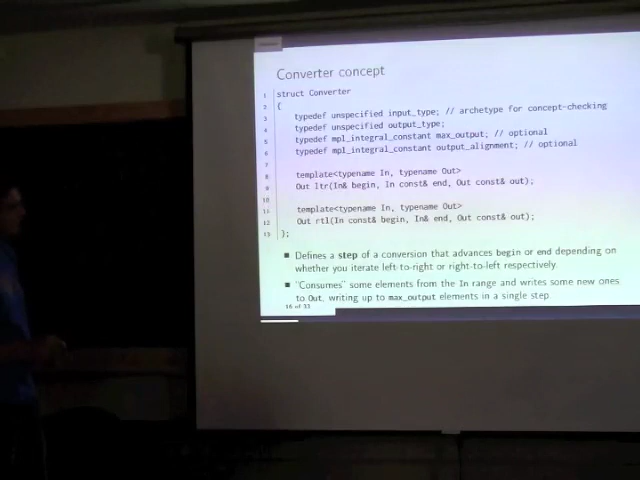 Converter concept
1 struct Converter
2 {
3 typedef unspecified input_type; // archetype for concept-checking
4 typedef unspecified output_type;
5 typedef mpl_integral_constant max_output; // optional
6 typedef mpl_integral_constant output_alignment; // optional
7
8 template<typename In, typename Out>
9 Out ltr(In& begin, In const& end, Out const& out);
10
11 template<typename In, typename Out>
12 Out rtl(In const& begin, In& end, Out const& out);
13 };
Defines a step of a conversion that advances begin or end depending on
whether you iterate left-to-right or right-to-left respectively
"Consumes" some elements from the In range and writes some new ones
to Out, writing up to max_output elements in a single step
16 of 33